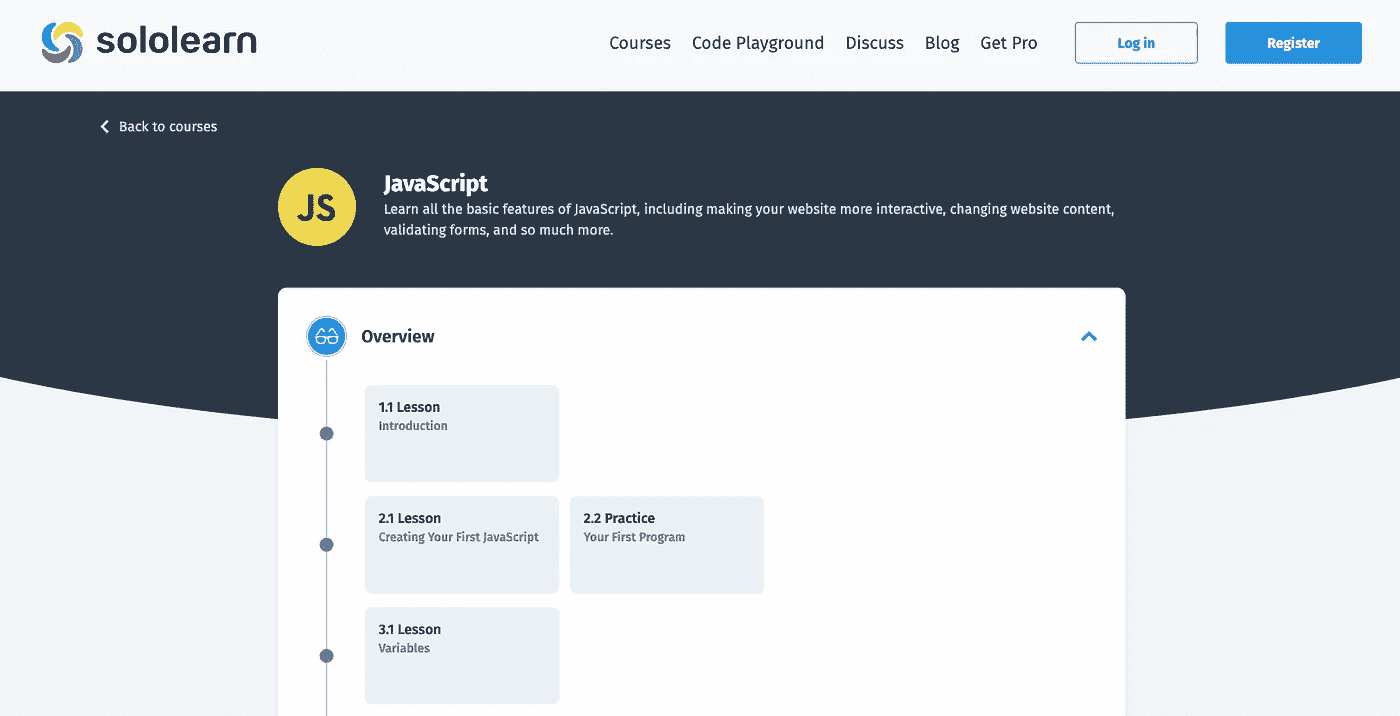 sololearn
Courses Code Playground Discuss Blog Get Pro Log in Register
Back to courses
JS
JavaScript
Learn all the basic features of JavaScript, including making your website more interactive, changing website content,
validating forms, and so much more.
Overview
1.1 Lesson
Introduction
2.1 Lesson
Creating Your First JavaScript
2.2 Practice
Your First Program
3.1 Lesson
Variables